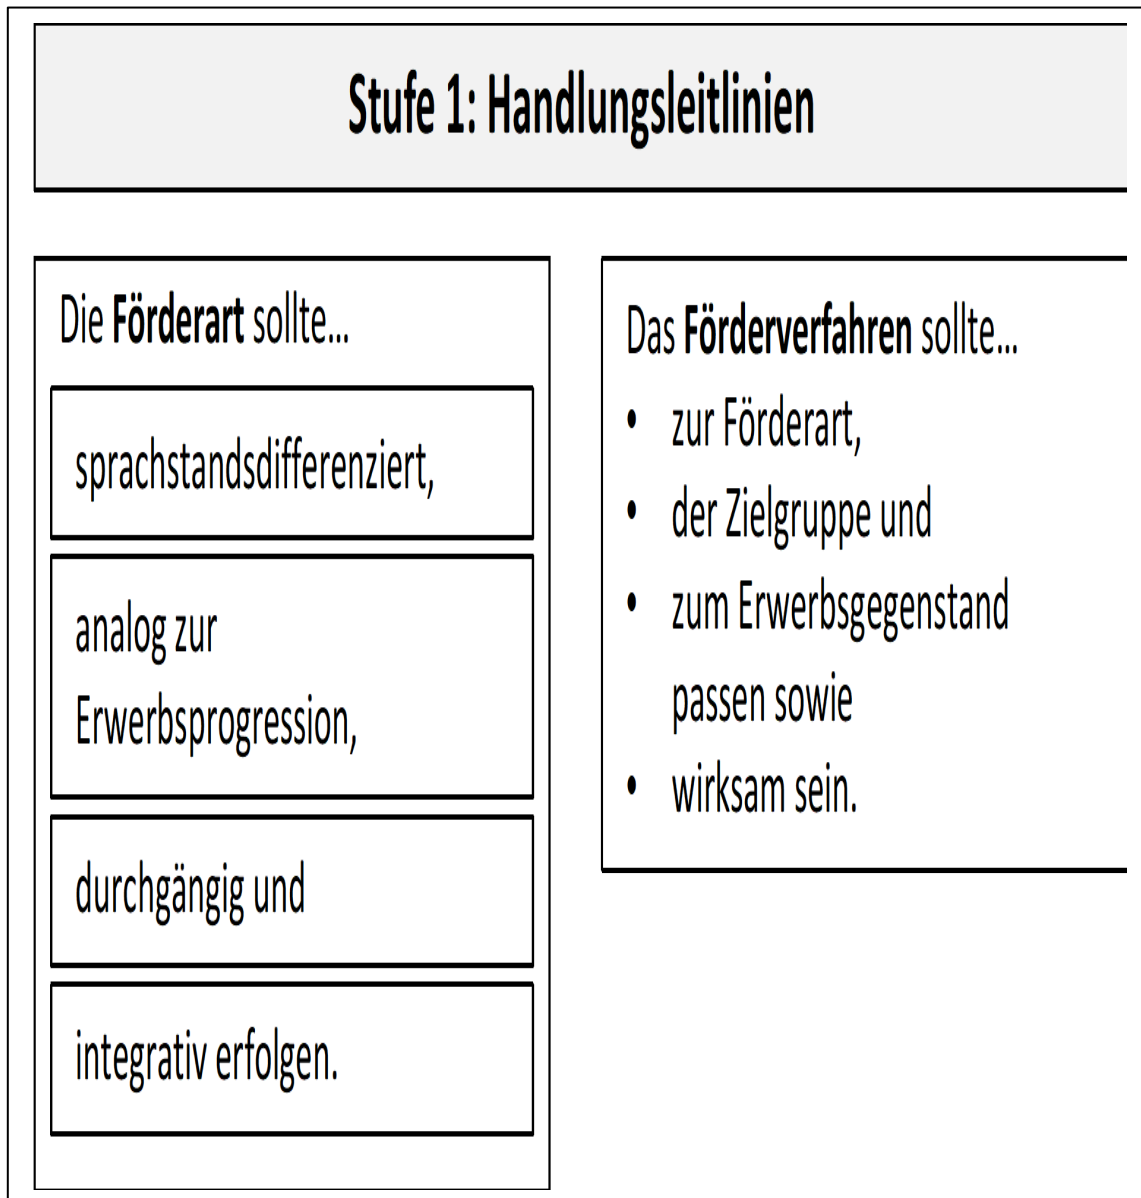 Stufe 1: Handlungsleitlinien
Die Förderart sollte...
sprachstandsdifferenziert,
analog zur
Erwerbsprogression,
durchgängig und
integrativ erfolgen.
Das Förderverfahren sollte...
• zur Förderart,
• der Zielgruppe und
• zum Erwerbsgegenstand
passen sowie
• wirksam sein.